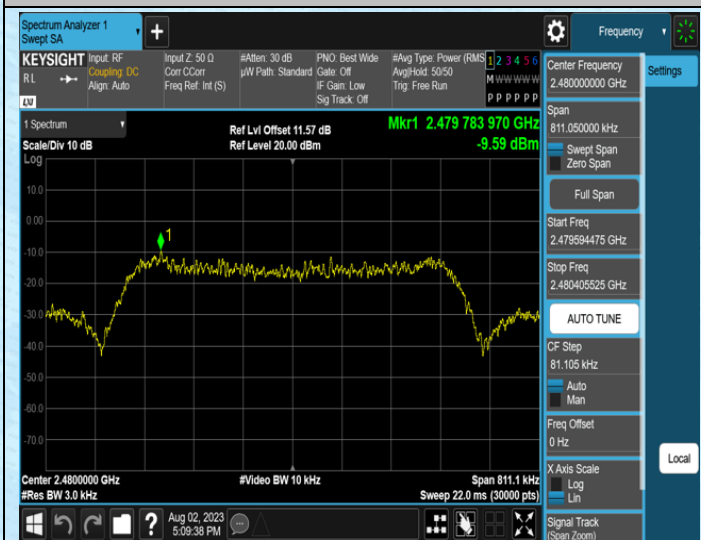 Spectrum Analyzer 1
Swept SA
+
Frequency
KEYSIGHT
R L
LXI
Input: RF
Coupling: DC
Align: Auto
Input Z: 50 Ω
Corr CCorr
Freq Ref: Int (S)
#Atten: 30 dB
µW Path: Standard
PNO: Best Wide
Gate: Off
IF Gain: Low
Sig Track: Off
#Avg Type: Power (RMS
Avg|Hold: 50/50
Trig: Free Run
1 2 3 4 5 6
M W W W W W
P P P P P P
1 Spectrum
Scale/Div 10 dB
Log
Ref Lvl Offset 11.57 dB
Ref Level 20.00 dBm
Mkr1 2.479 783 970 GHz
-9.59 dBm
1
10.0
0.00
-10.0
-20.0
-30.0
-40.0
-50.0
-60.0
-70.0
Center 2.4800000 GHz
#Res BW 3.0 kHz
#Video BW 10 kHz
Span 811.1 kHz
Sweep 22.0 ms (30000 pts)
?
Aug 02, 2023
5:09:38 PM
Center Frequency
2.480000000 GHz
Span
811.050000 kHz
Swept Span
Zero Span
Full Span
Start Freq
2.479594475 GHz
Stop Freq
2.480405525 GHz
AUTO TUNE
CF Step
81.105 kHz
Auto
Man
Freq Offset
0 Hz
X Axis Scale
Log
Lin
Signal Track
(Span Zoom)
Settings
Local